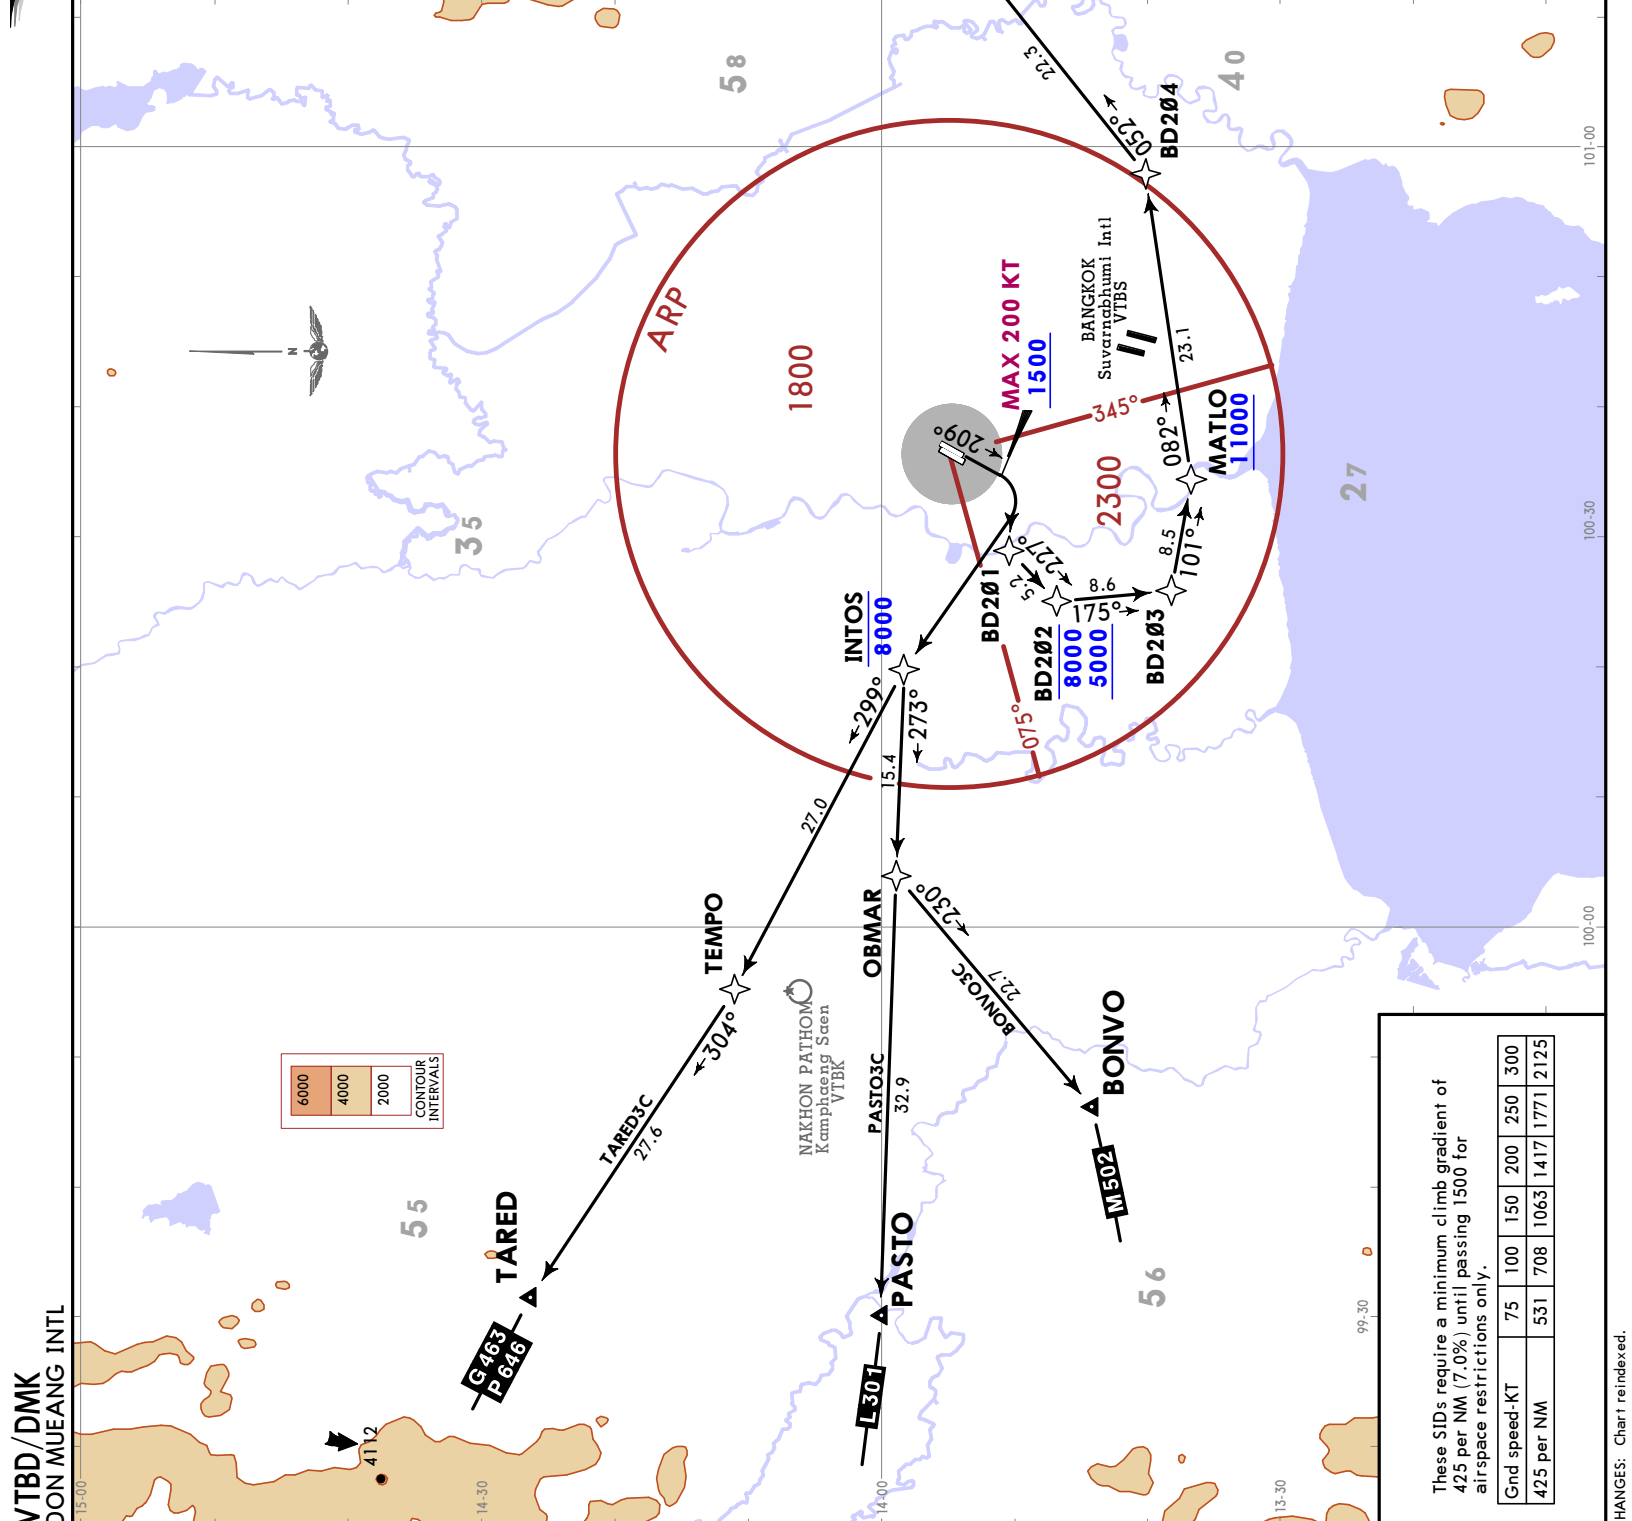 VTBD/DMK
DON MUEANG INTL
15-00
14-30
14-00
13-30
4112
G463
P646
TARED
55
TARED3C
27.6
6000
4000
2000
CONTOUR
INTERVALS
304°
TEMPO
NAKHON PATHOM
Kamphaeng Saen
VTBK
L301
PASTO
PASTO3C
32.9
OBMAR
230°
BONVO3C
22.7
BONVO
M502
56
27.0
299°
15.4
273°
INTOS
8000
35
N
ARP
1800
2300
209°
MAX 200 KT
1500
345°
075°
BD2Ø1
5.2
227°
BD2Ø2
8000
5000
8.6
175°
BD2Ø3
8.5
101°
MATLO
11000
082°
23.1
BANGKOK
Suvarnabhumi Intl
VTBS
BD2Ø4
052°
22.3
58
40
27
101-00
100-30
100-00
99-30
These SIDs require a minimum climb gradient of
425 per NM (7.0%) until passing 1500 for
airspace restrictions only.
Gnd speed-KT 75 100 150 200 250 300
425 per NM 531 708 1063 1417 1771 2125
HANGES: Chart reindexed.